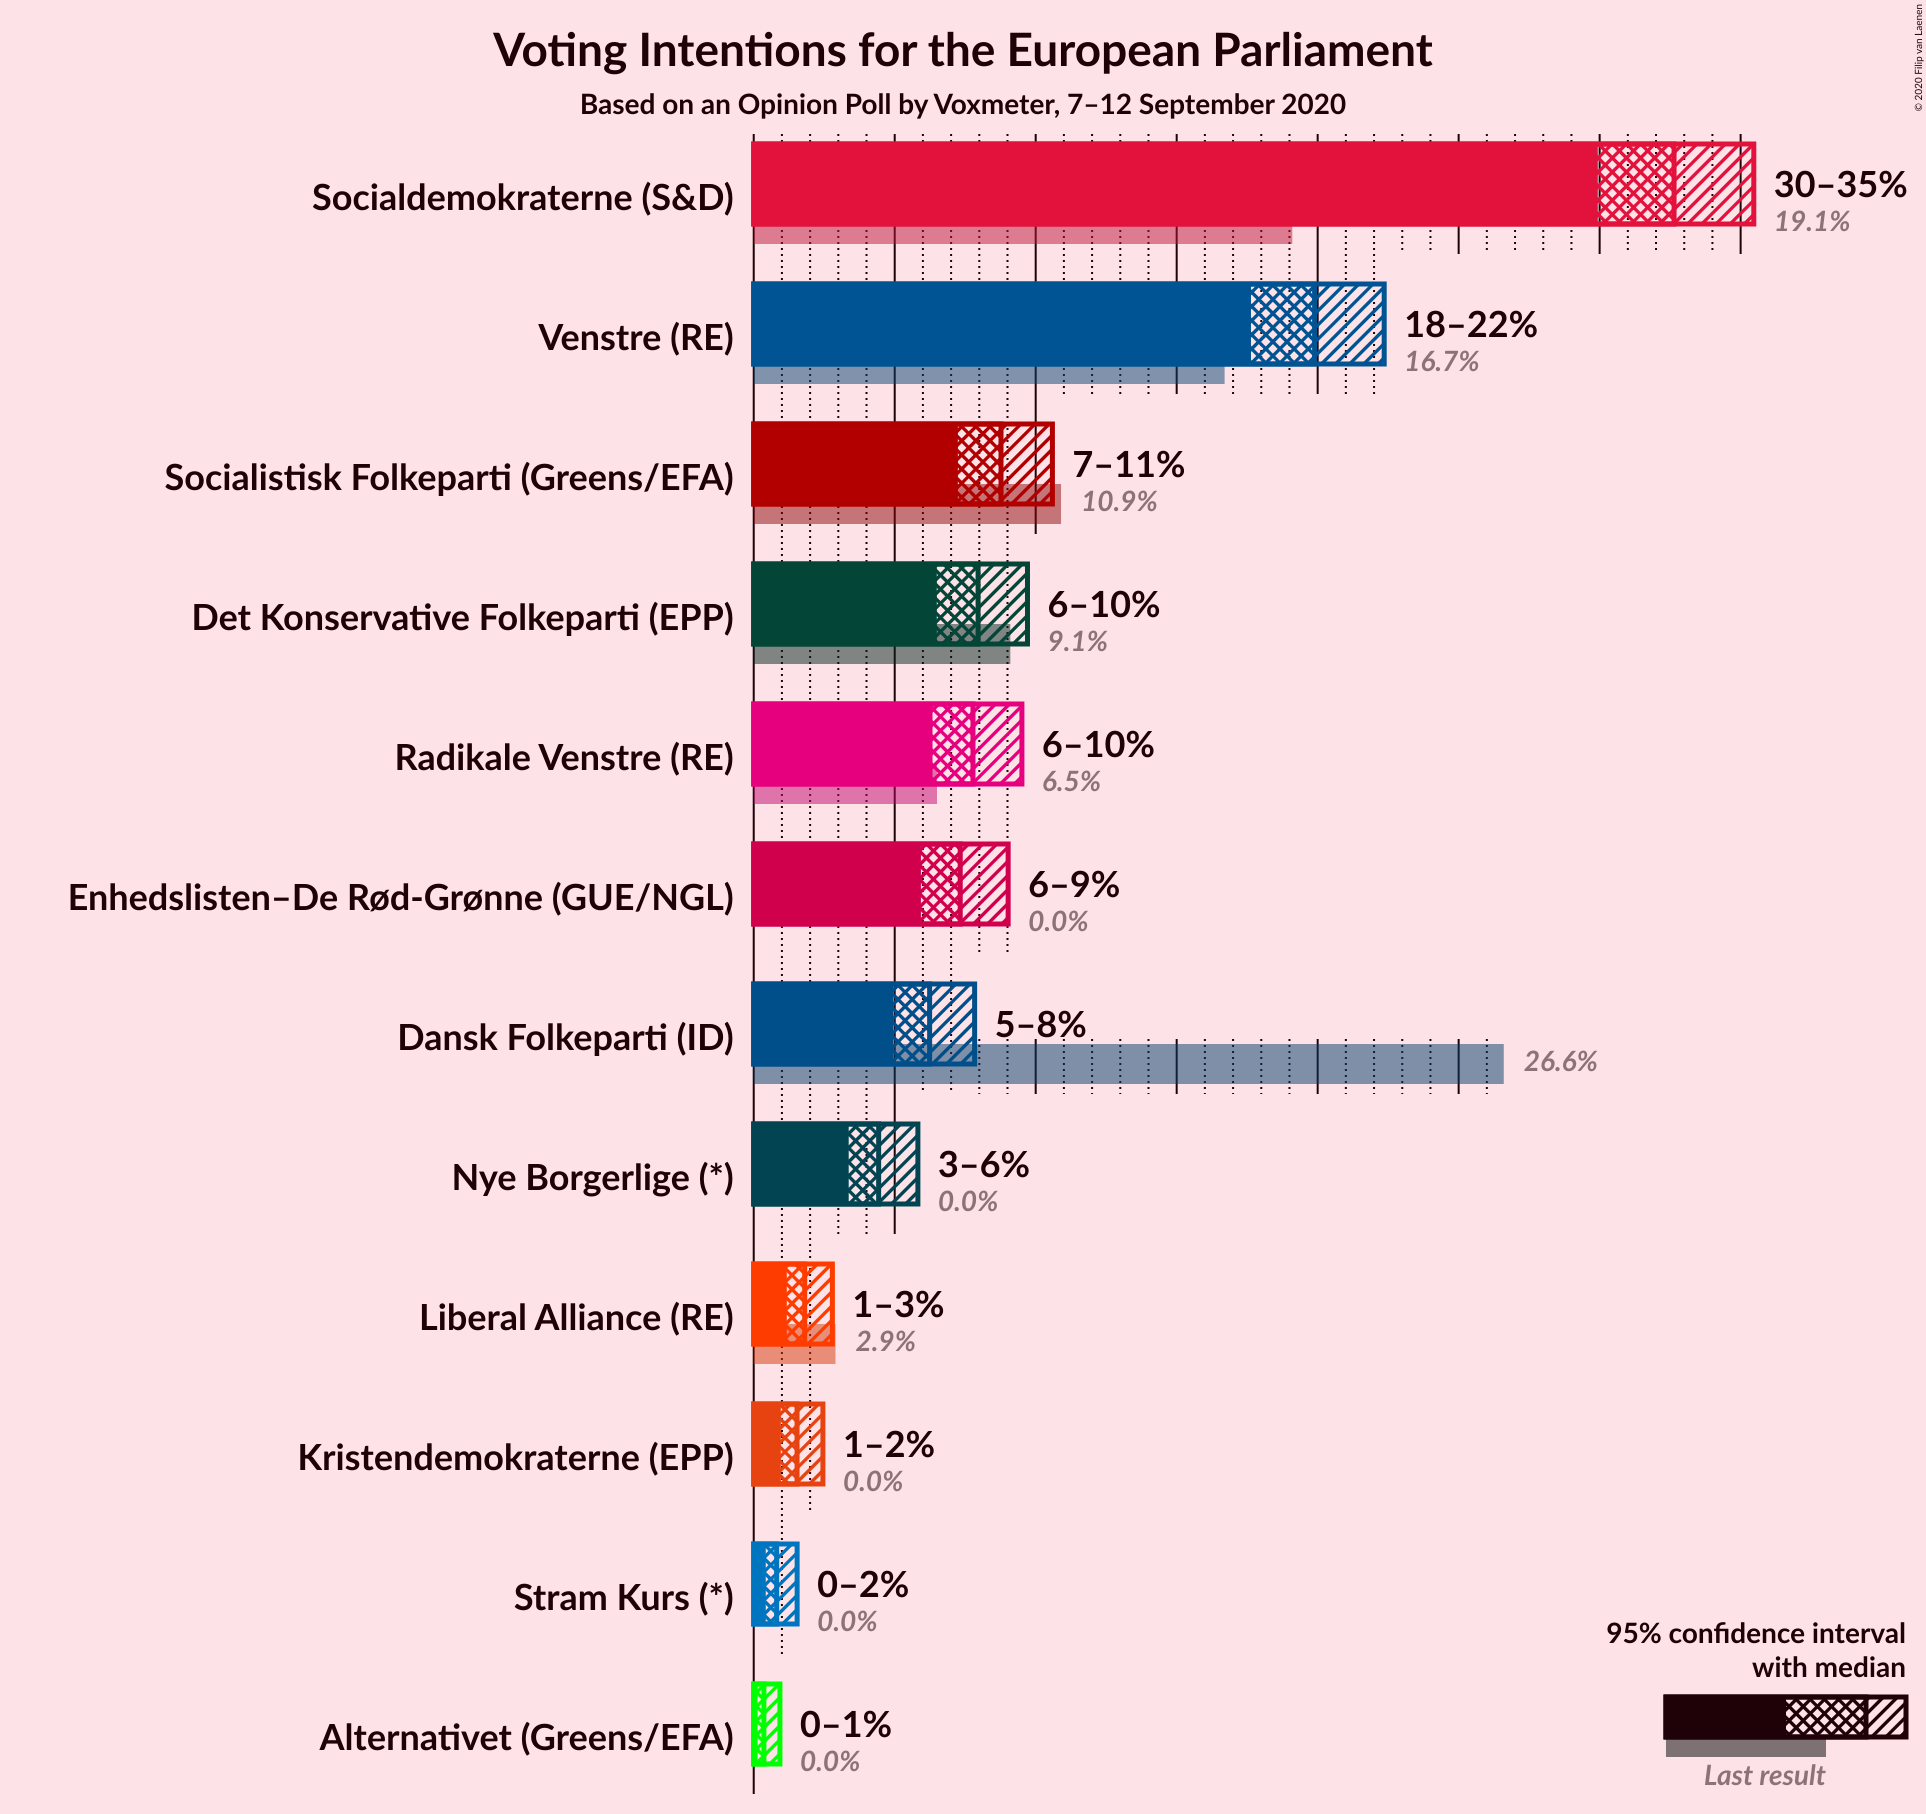 Voting Intentions for the European Parliament
Based on an Opinion Poll by Voxmeter, 7–12 September 2020
© 2020 Filip van Laenen
Socialdemokraterne (S&D)
30–35%
19.1%
Venstre (RE)
18–22%
16.7%
Socialistisk Folkeparti (Greens/EFA)
7–11%
10.9%
Det Konservative Folkeparti (EPP)
6–10%
9.1%
Radikale Venstre (RE)
6–10%
6.5%
Enhedslisten–De Rød-Grønne (GUE/NGL)
6–9%
0.0%
Dansk Folkeparti (ID)
5–8%
26.6%
Nye Borgerlige (*)
3–6%
0.0%
Liberal Alliance (RE)
1–3%
2.9%
Kristendemokraterne (EPP)
1–2%
0.0%
Stram Kurs (*)
0–2%
0.0%
Alternativet (Greens/EFA)
0–1%
0.0%
95% confidence interval
with median
Last result